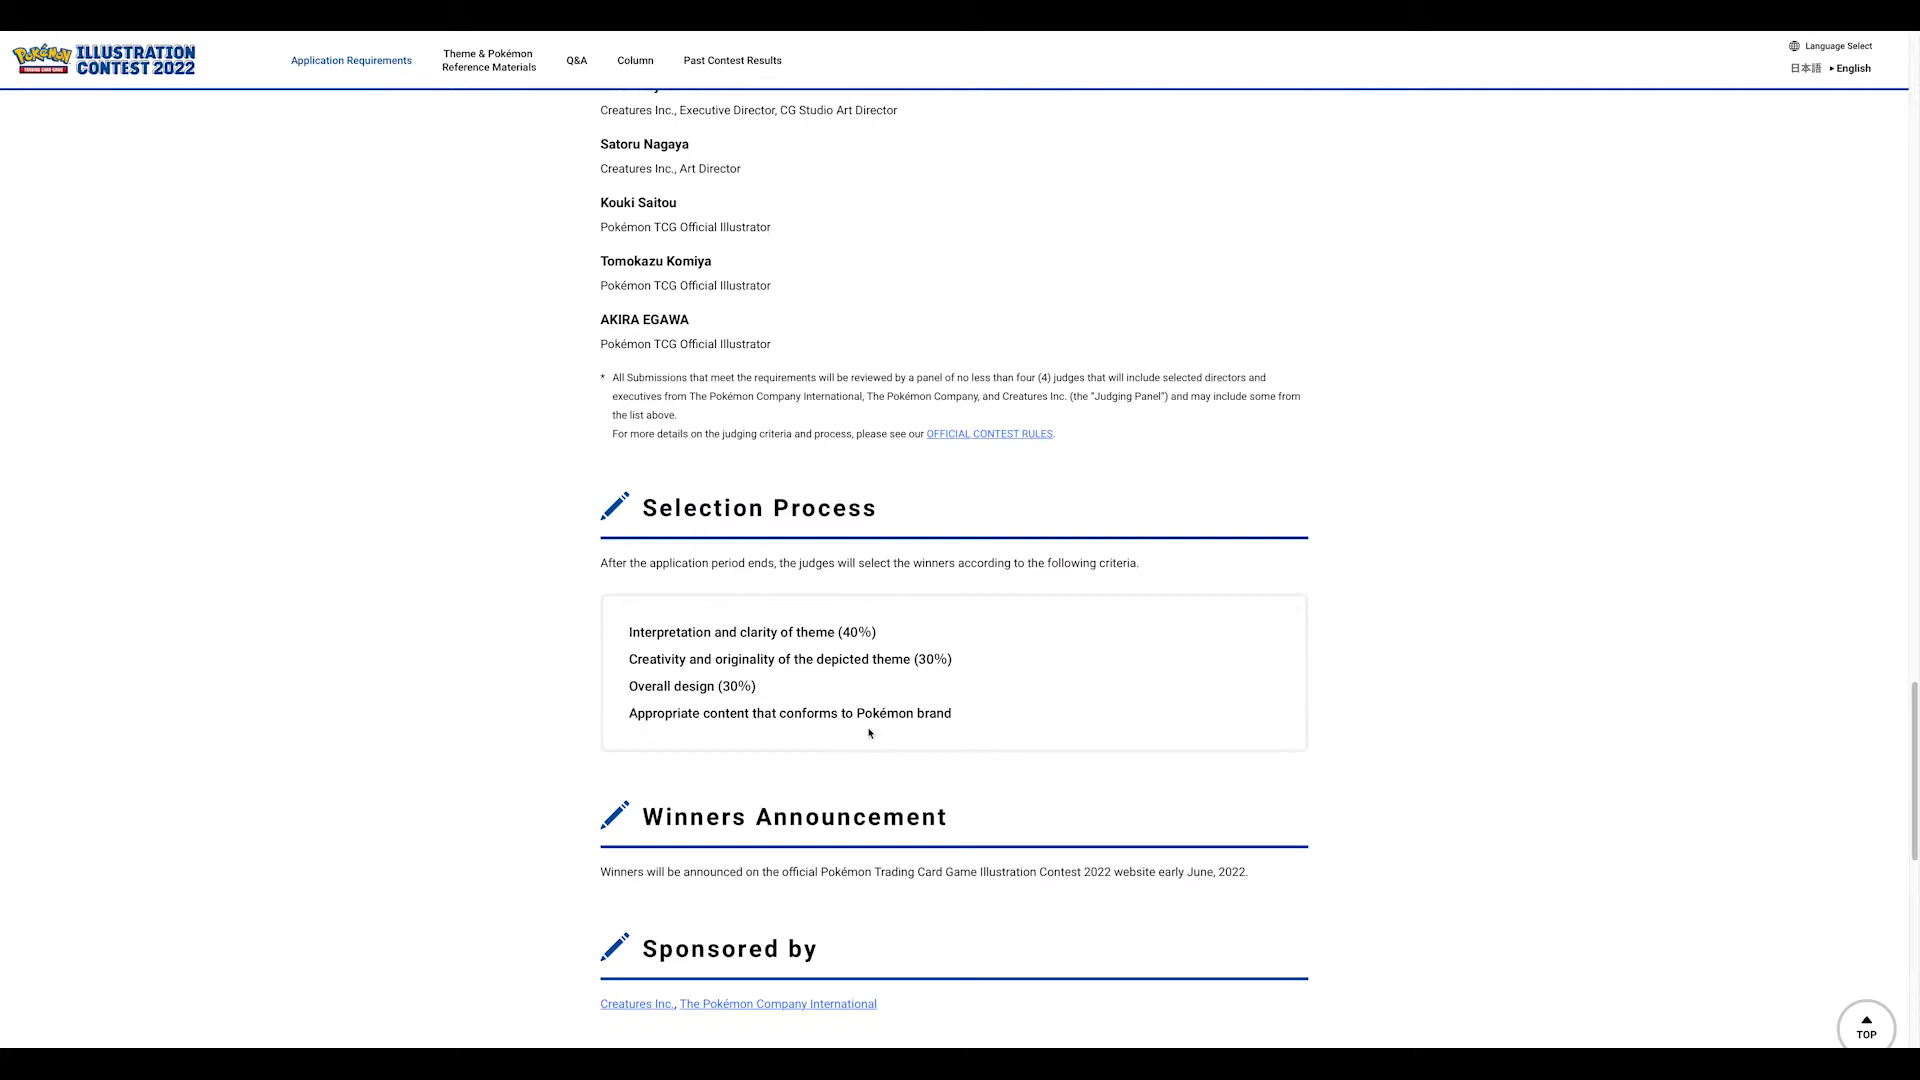 Pokémon
TRADING CARD GAME
ILLUSTRATION
CONTEST 2022
Application Requirements
Theme & Pokémon
Reference Materials
Q&A
Column
Past Contest Results
Language Select
日本語 ▸ English
Creatures Inc., Executive Director, CG Studio Art Director
Satoru Nagaya
Creatures Inc., Art Director
Kouki Saitou
Pokémon TCG Official Illustrator
Tomokazu Komiya
Pokémon TCG Official Illustrator
AKIRA EGAWA
Pokémon TCG Official Illustrator
* All Submissions that meet the requirements will be reviewed by a panel of no less than four (4) judges that will include selected directors and
executives from The Pokémon Company International, The Pokémon Company, and Creatures Inc. (the “Judging Panel”) and may include some from
the list above.
For more details on the judging criteria and process, please see our OFFICIAL CONTEST RULES.
Selection Process
After the application period ends, the judges will select the winners according to the following criteria.
Interpretation and clarity of theme (40%)
Creativity and originality of the depicted theme (30%)
Overall design (30%)
Appropriate content that conforms to Pokémon brand
Winners Announcement
Winners will be announced on the official Pokémon Trading Card Game Illustration Contest 2022 website early June, 2022.
Sponsored by
Creatures Inc., The Pokémon Company International
TOP